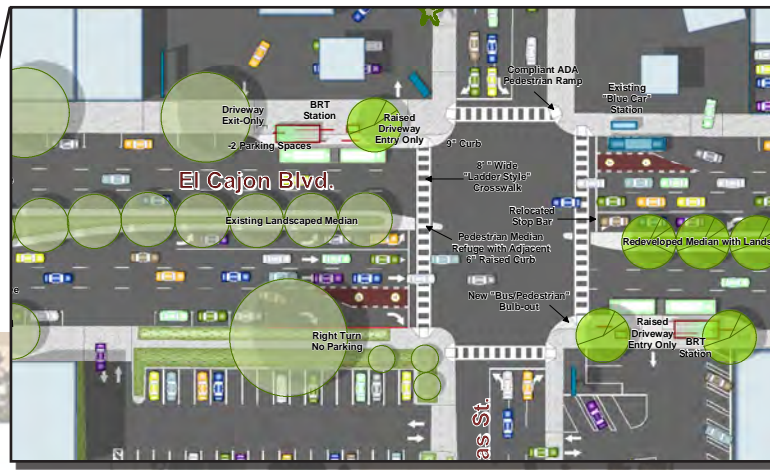 Compliant ADA
Pedestrian Ramp
Existing
"Blue Car"
Station
Driveway
Exit-Only
BRT
Station
Raised
Driveway
Entry Only
-2 Parking Spaces
9" Curb
8' " Wide
"Ladder Style"
Crosswalk
El Cajon Blvd.
Existing Landscaped Median
Relocated
Stop Bar
Pedestrian Median
Refuge with Adjacent
6" Raised Curb
Redeveloped Median with Lands
New "Bus/Pedestrian"
Bulb-out
Right Turn
No Parking
Raised
Driveway
Entry Only
BRT
Station
as St.